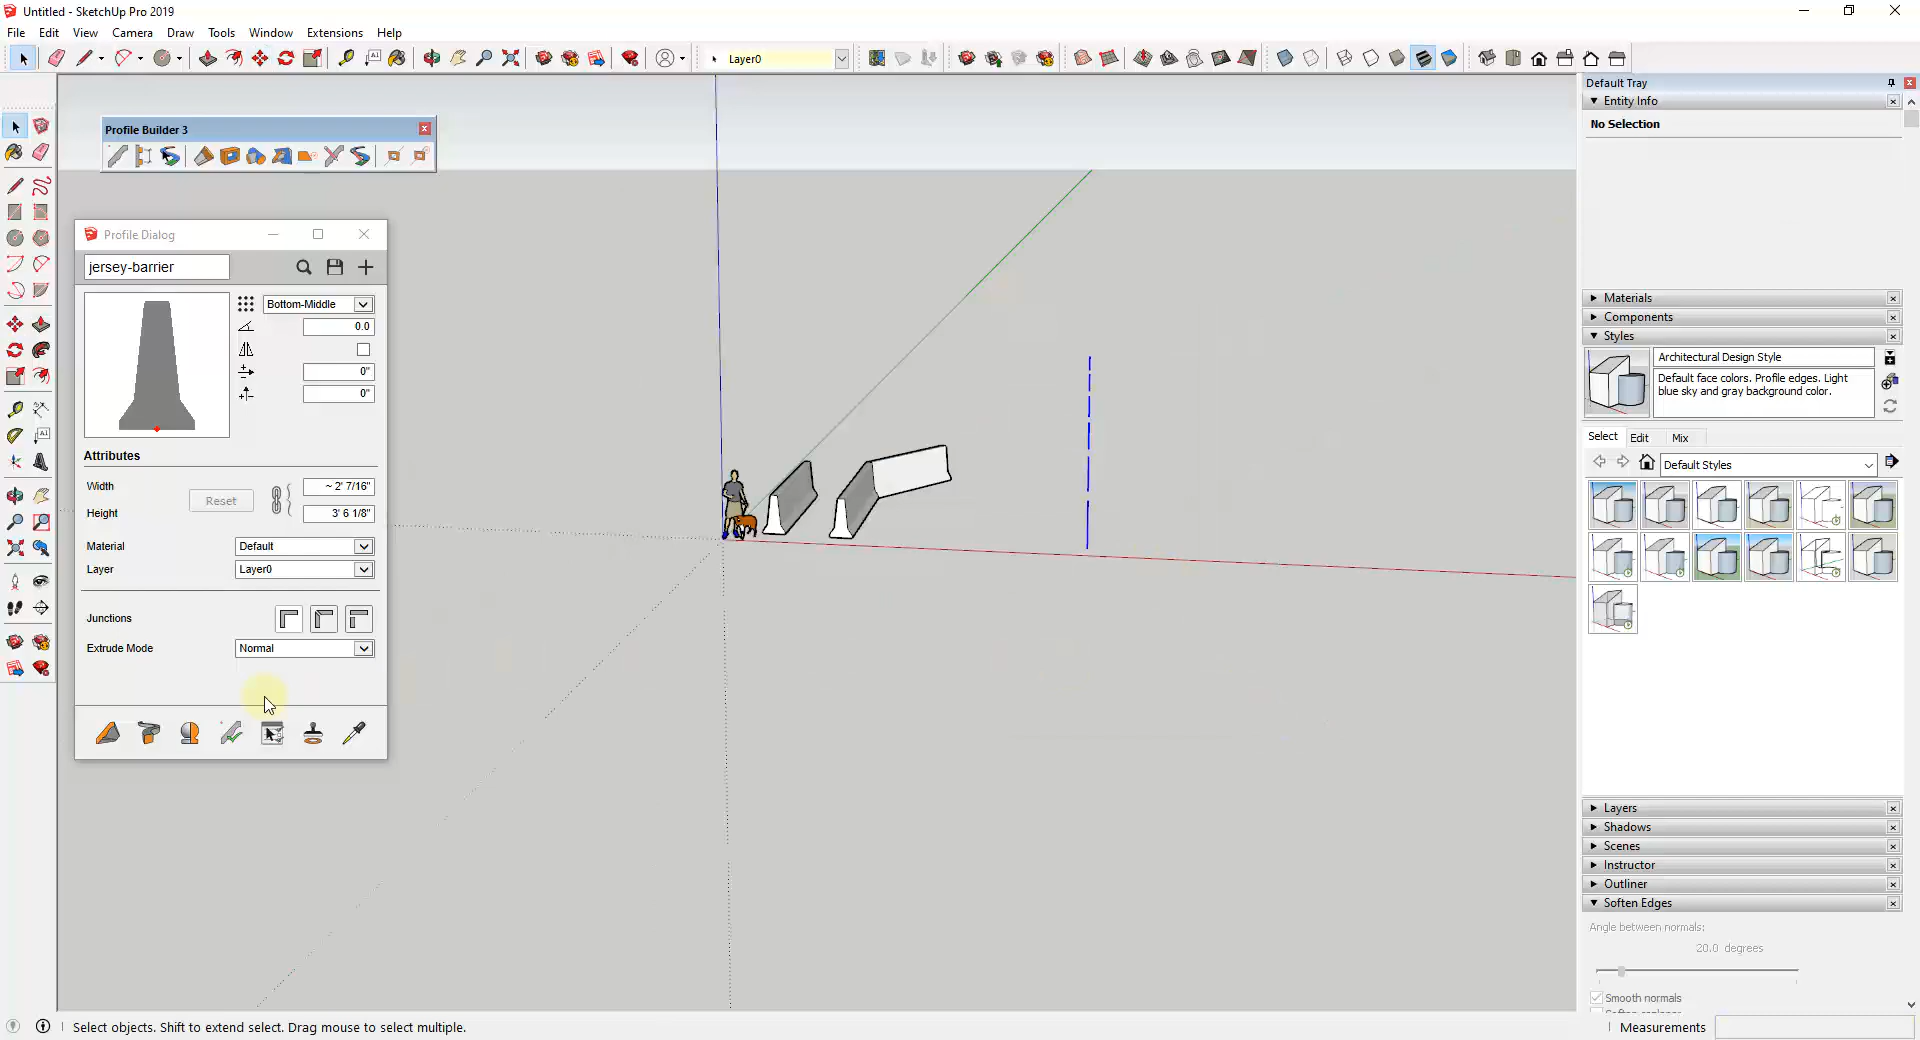 Untitled - SketchUp Pro 2019
File Edit View Camera Draw Tools Window Extensions Help
Layer0
Default Tray
Entity Info
No Selection
Profile Builder 3
Profile Dialog
jersey-barrier
Bottom-Middle
0.0
0"
0"
Attributes
Width ~ 2' 7/16"
Reset
Height 3' 6 1/8"
Material Default
Layer Layer0
Junctions
Extrude Mode Normal
Materials
Components
Styles
Architectural Design Style
Default face colors. Profile edges. Light
blue sky and gray background color.
Select Edit Mix
Default Styles
Layers
Shadows
Scenes
Instructor
Outliner
Soften Edges
Angle between normals:
20.0 degrees
Smooth normals
Select objects. Shift to extend select. Drag mouse to select multiple.
Measurements